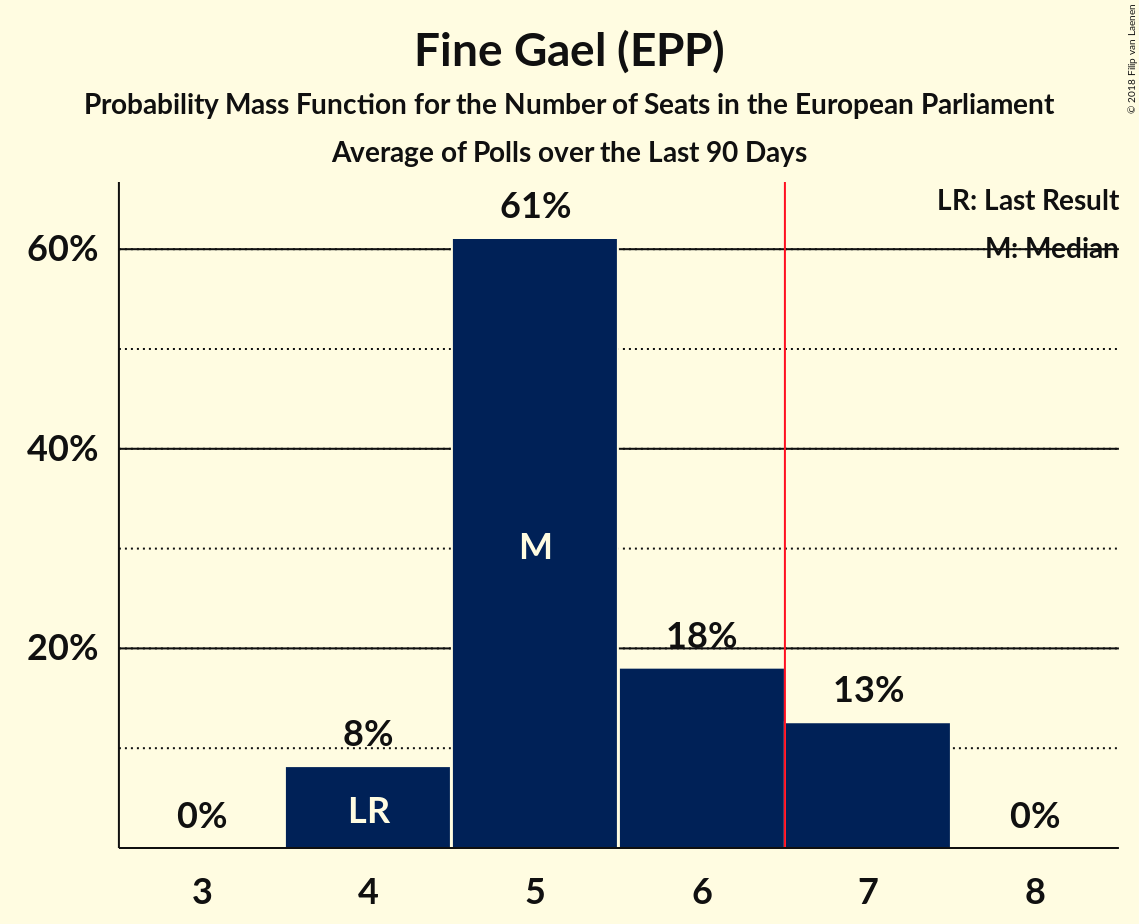 Fine Gael (EPP)
Probability Mass Function for the Number of Seats in the European Parliament
Average of Polls over the Last 90 Days
© 2018 Filip van Laenen
LR: Last Result
M: Median
61%
60%
40%
20%
M
18%
13%
8%
LR
0%
0%
3 4 5 6 7 8